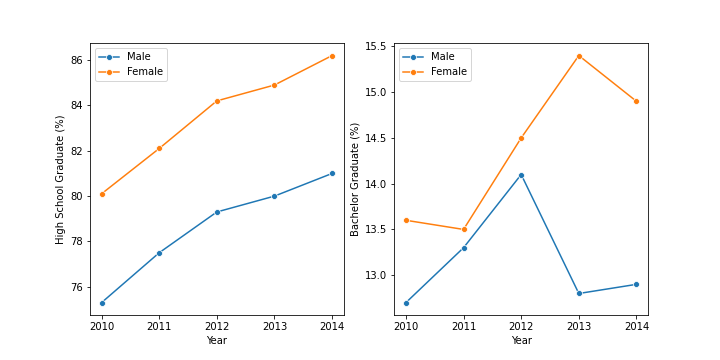 Male
Female
86
84
82
80
78
76
High School Graduate (%)
2010 2011 2012 2013 2014
Year
Male
Female
15.5
15.0
14.5
14.0
13.5
13.0
Bachelor Graduate (%)
2010 2011 2012 2013 2014
Year